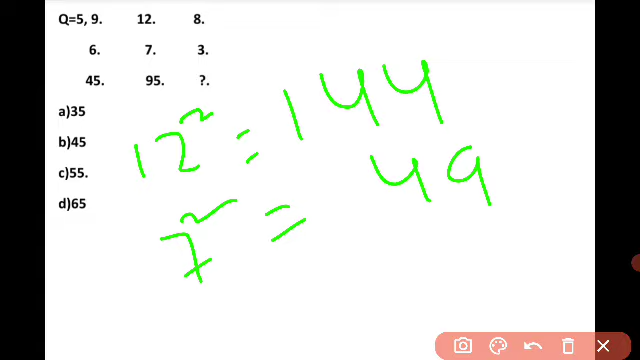 Q=5, 9. 12. 8.
6. 7. 3.
45. 95. ?.
a)35
b)45
c)55.
d)65
12² = 144
7² = 49